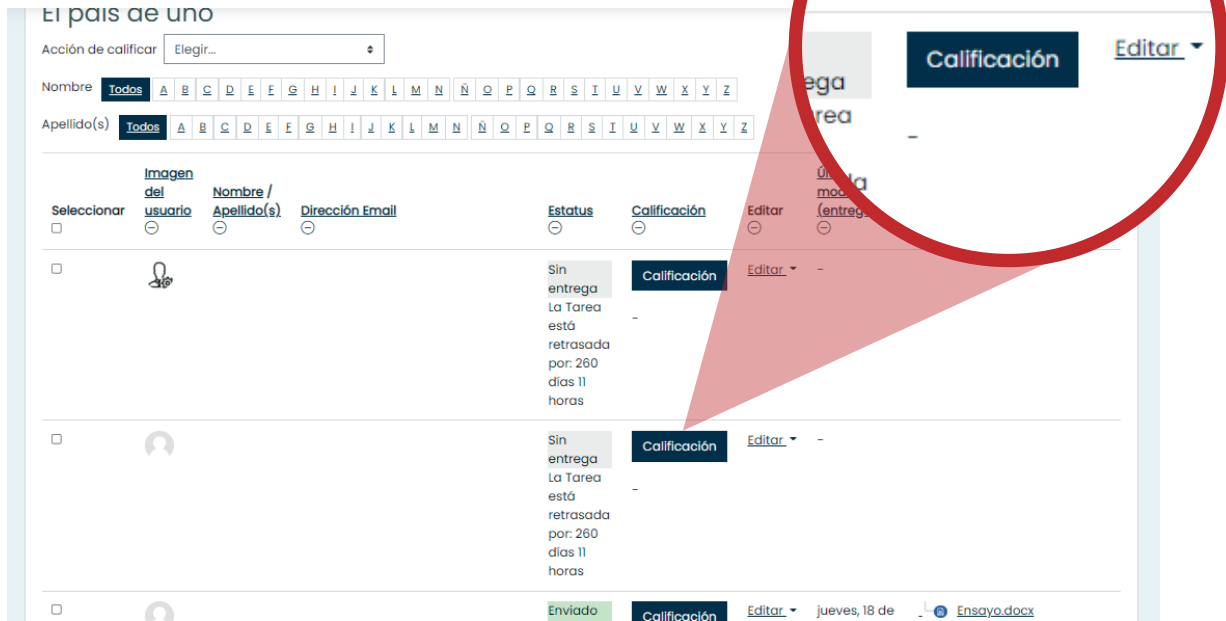 El país de uno
Acción de calificar Elegir...
Nombre Todos A B C D E F G H I J K L M N Ñ O P Q R S T U V W X Y Z
Apellido(s) Todos A B C D E F G H I J K L M N Ñ O P Q R S T U V W X Y Z
Calificación Editar
Imagen
del
usuario
Nombre /
Apellido(s)
Seleccionar
Dirección Email
Estatus
Calificación
Editar
(entreg
Sin
entrega
La Tarea
está
retrasada
por: 260
días 11
horas
Calificación
-
Editar
-
Sin
entrega
La Tarea
está
retrasada
por: 260
días 11
horas
Calificación
-
Editar
-
Enviado
Calificación
Editar
jueves, 18 de
Ensayo.docx